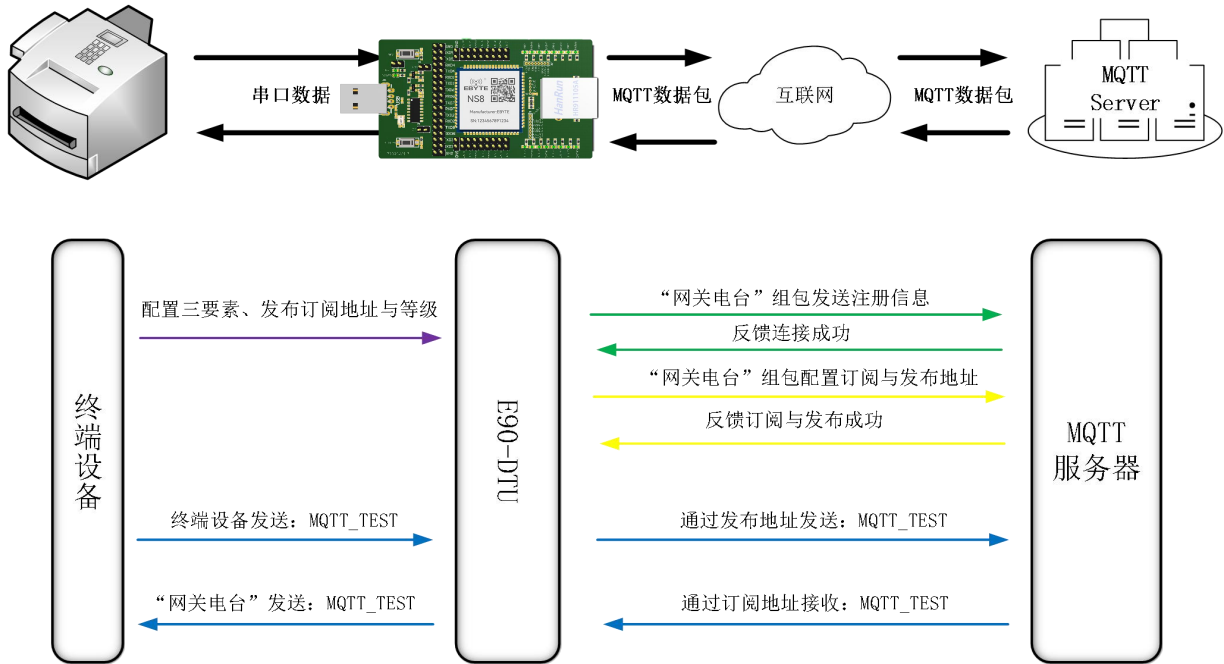 串口数据
EBYTE
NS8
Manufacturer:EBYTE
HanRun
MQTT数据包
互联网
MQTT数据包
MQTT
Server
配置三要素、发布订阅地址与等级
“网关电台”组包发送注册信息
反馈连接成功
“网关电台”组包配置订阅与发布地址
反馈订阅与发布成功
终端设备
E90-DTU
MQTT
服务器
终端设备发送：MQTT_TEST
通过发布地址发送：MQTT_TEST
“网关电台”发送：MQTT_TEST
通过订阅地址接收：MQTT_TEST